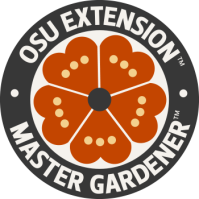 OSU EXTENSION™
MASTER GARDENER™